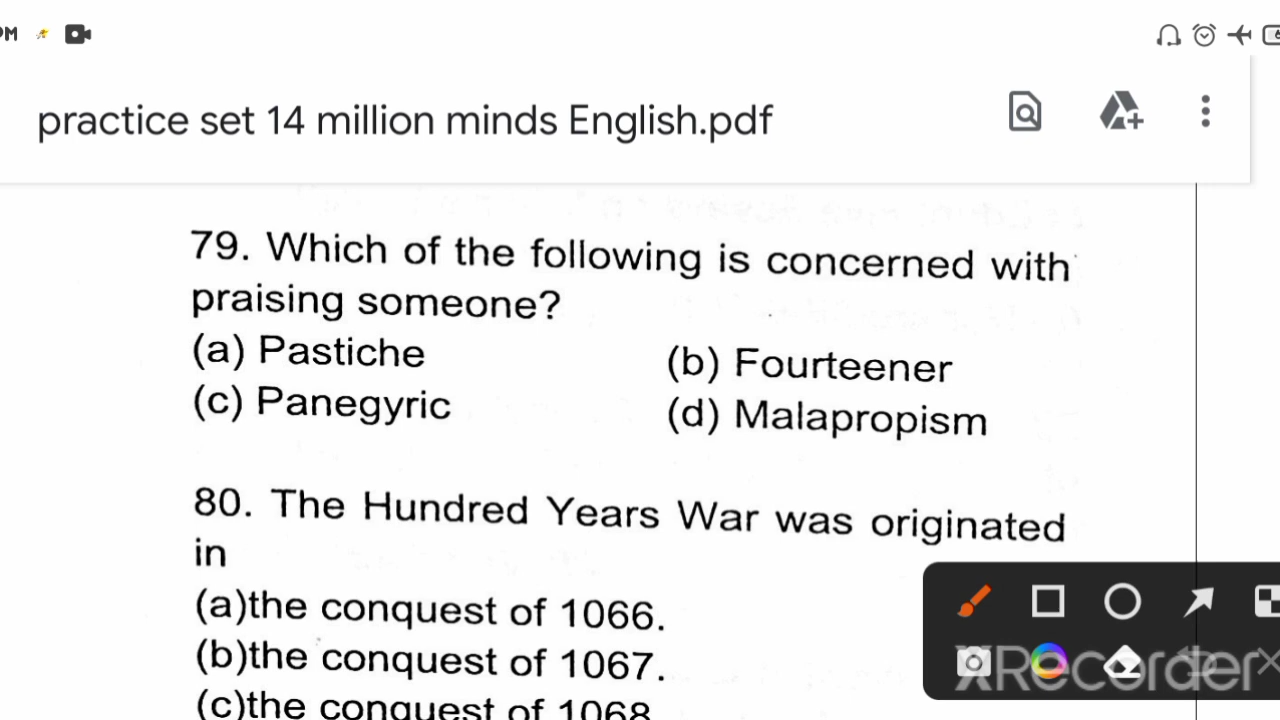 practice set 14 million minds English.pdf
79. Which of the following is concerned with
praising someone?
(a) Pastiche (b) Fourteener
(c) Panegyric (d) Malapropism
80. The Hundred Years War was originated
in
(a)the conquest of 1066.
(b)the conquest of 1067.
(c)the conquest of 1068
XRecorder